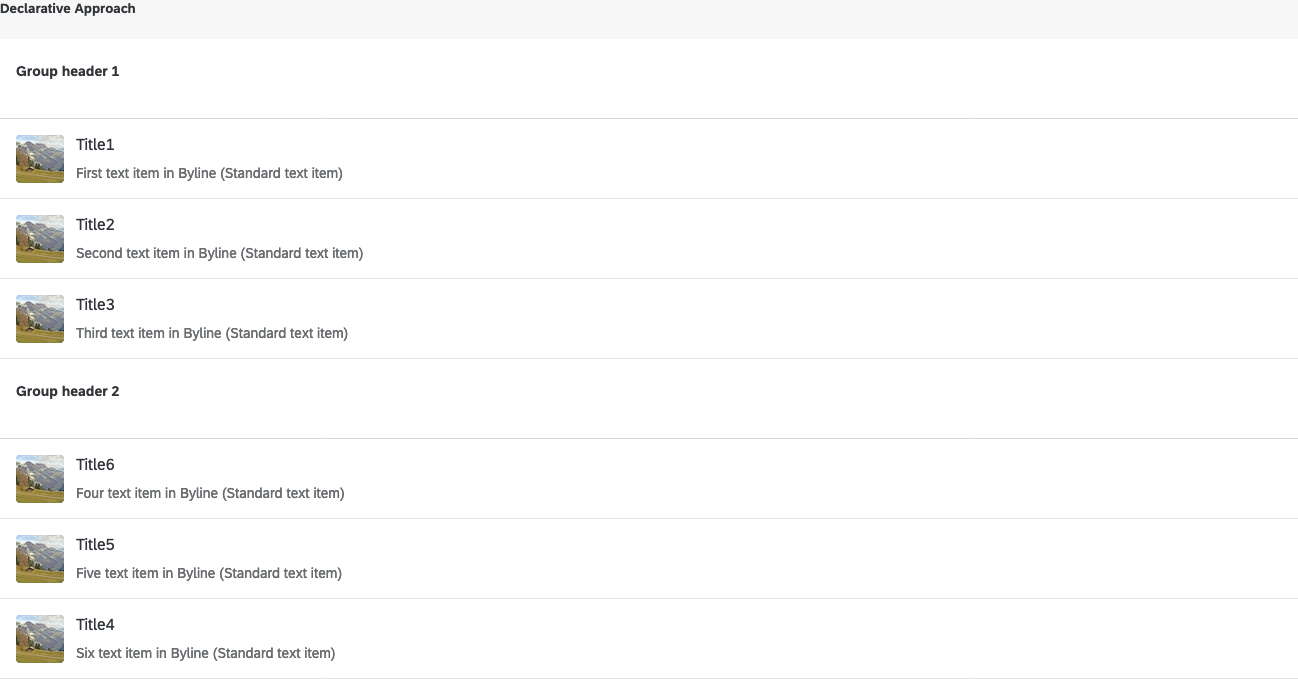 Declarative Approach
Group header 1
Title1
First text item in Byline (Standard text item)
Title2
Second text item in Byline (Standard text item)
Title3
Third text item in Byline (Standard text item)
Group header 2
Title6
Four text item in Byline (Standard text item)
Title5
Five text item in Byline (Standard text item)
Title4
Six text item in Byline (Standard text item)